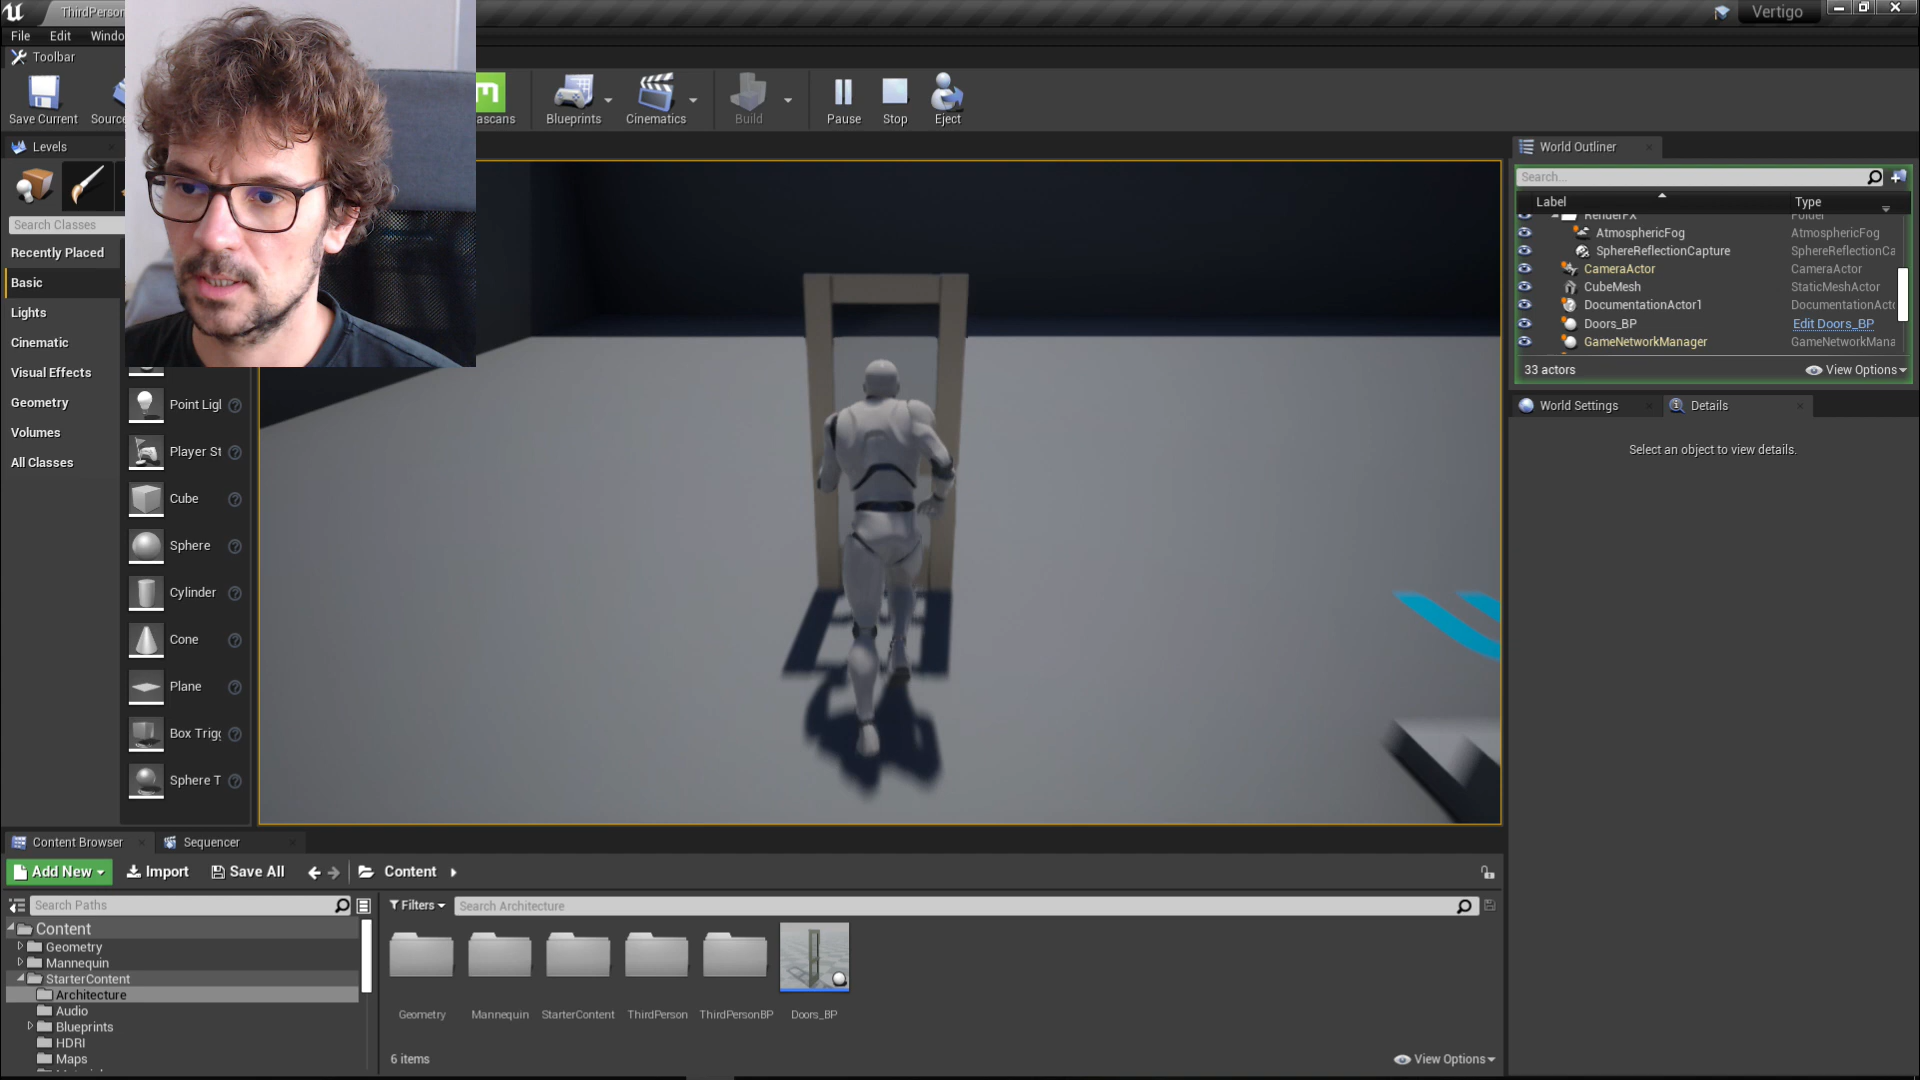 ThirdPerson
Vertigo
File Edit Windo
Toolbar
Save Current Source ascans Blueprints Cinematics Build Pause Stop Eject
Levels
Search Classes
Recently Placed
Basic
Lights
Cinematic
Visual Effects
Geometry
Volumes
All Classes
Point Ligl
Player St
Cube
Sphere
Cylinder
Cone
Plane
Box Trigg
Sphere T
World Outliner
Search...
Label Type
RenderFX Folder
AtmosphericFog AtmosphericFog
SphereReflectionCapture SphereReflectionCa
CameraActor CameraActor
CubeMesh StaticMeshActor
DocumentationActor1 DocumentationActo
Doors_BP Edit Doors_BP
GameNetworkManager GameNetworkMana
33 actors View Options
World Settings Details
Select an object to view details.
Content Browser Sequencer
Add New Import Save All Content
Search Paths
Filters Search Architecture
Content
Geometry
Mannequin
StarterContent
Architecture
Audio
Blueprints
HDRI
Maps
Geometry Mannequin StarterContent ThirdPerson ThirdPersonBP Doors_BP
6 items View Options